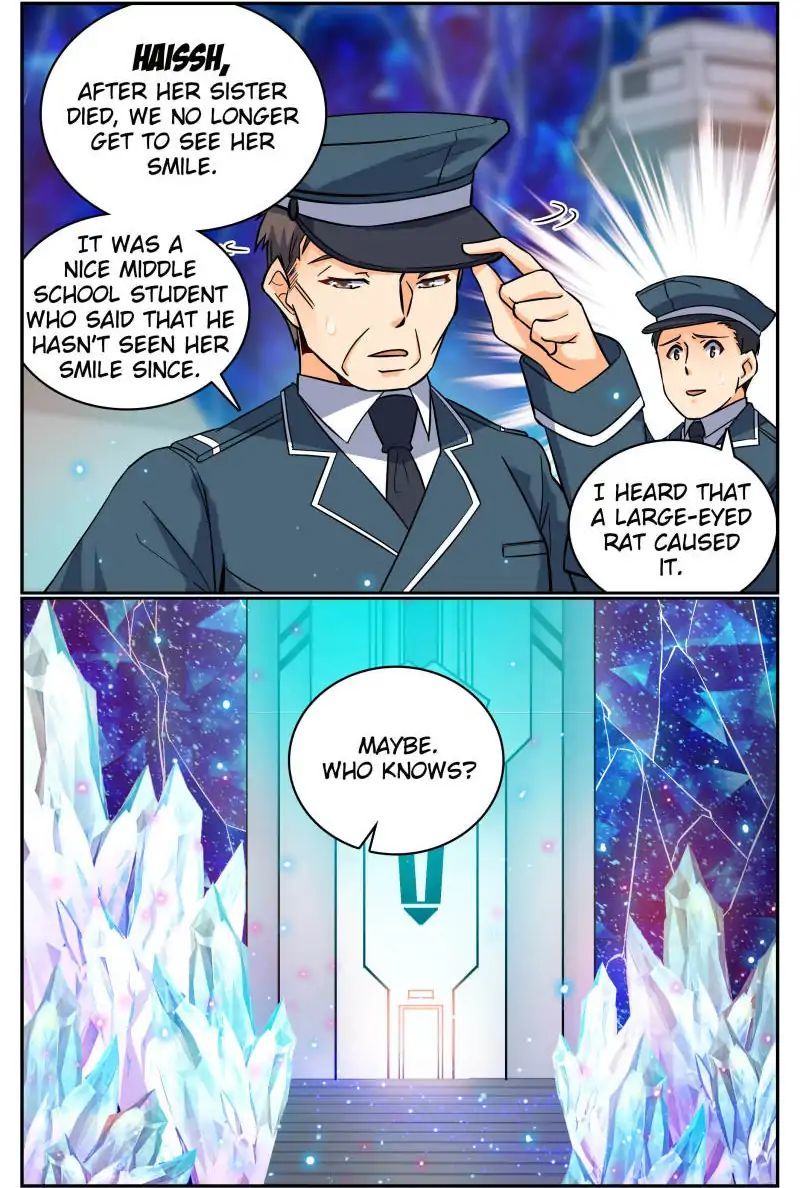 HAISSH,
AFTER HER SISTER
DIED, WE NO LONGER
GET TO SEE HER
SMILE.
IT WAS A
NICE MIDDLE
SCHOOL STUDENT
WHO SAID THAT HE
HASN'T SEEN HER
SMILE SINCE.
I HEARD THAT
A LARGE-EYED
RAT CAUSED
IT.
MAYBE.
WHO KNOWS?